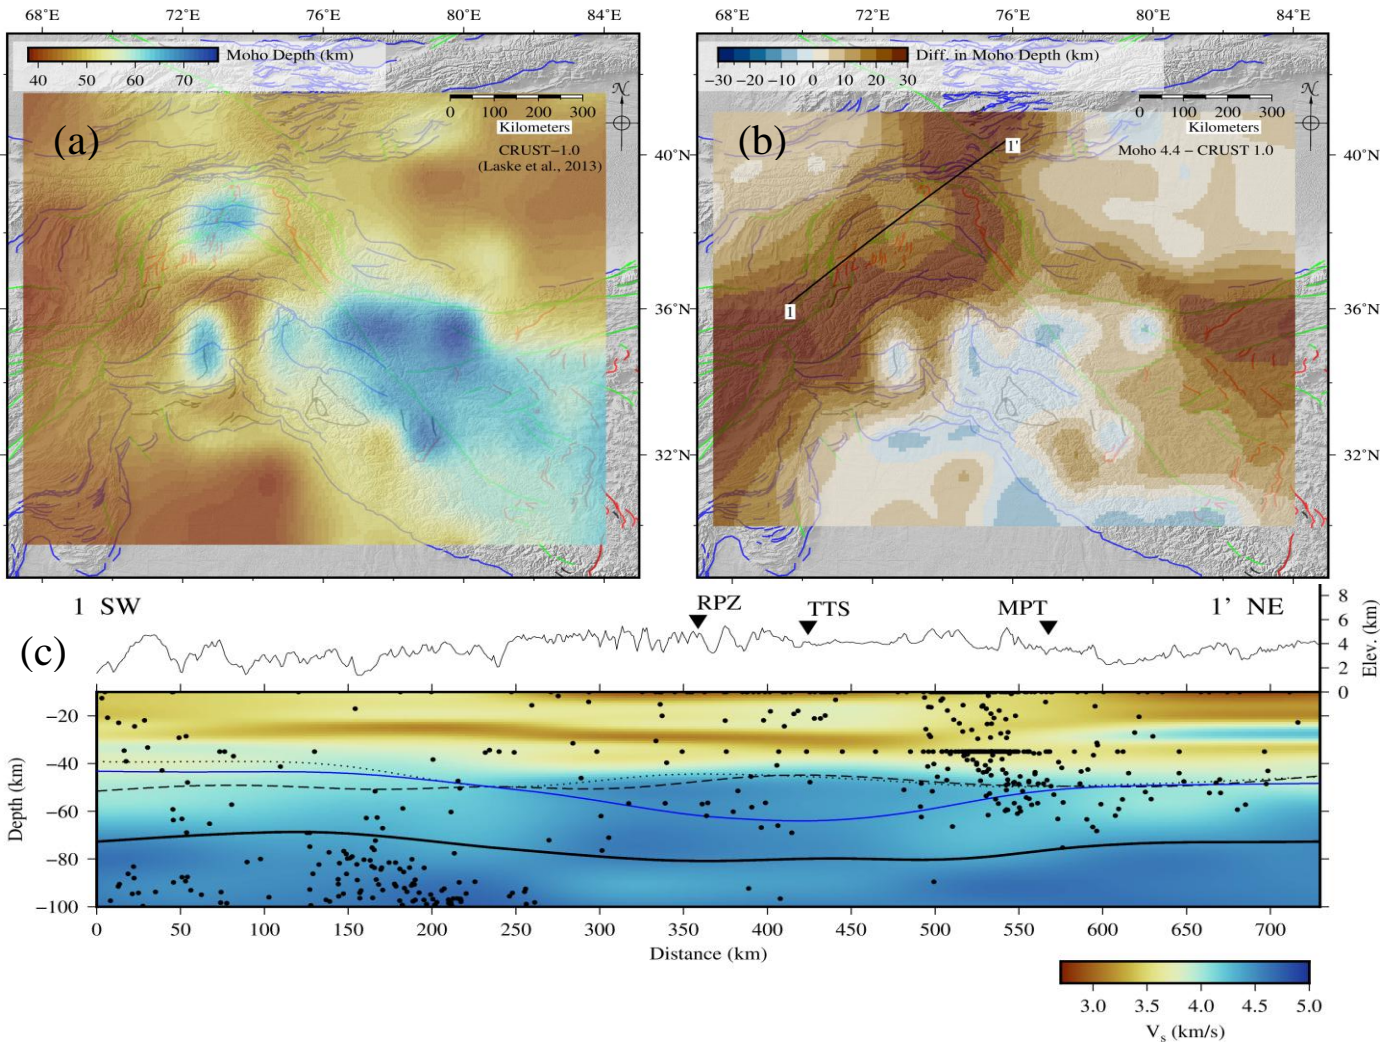 68°E 72°E 76°E 80°E 84°E
40 50 60 70 Moho Depth (km)
(a)
0 100 200 300
Kilometers
CRUST−1.0
(Laske et al., 2013)
N
40°N
36°N
32°N
68°E 72°E 76°E 80°E 84°E
−30 −20 −10 0 10 20 30 Diff. in Moho Depth (km)
(b)
0 100 200 300
Kilometers
Moho 4.4 − CRUST 1.0
N
1'
1
40°N
36°N
32°N
1 SW
RPZ
TTS
MPT
1’ NE
(c)
8
6
4
2
0
Elev. (km)
−20
−40
−60
−80
−100
Depth (km)
0 50 100 150 200 250 300 350 400 450 500 550 600 650 700
Distance (km)
3.0 3.5 4.0 4.5 5.0
Vs (km/s)